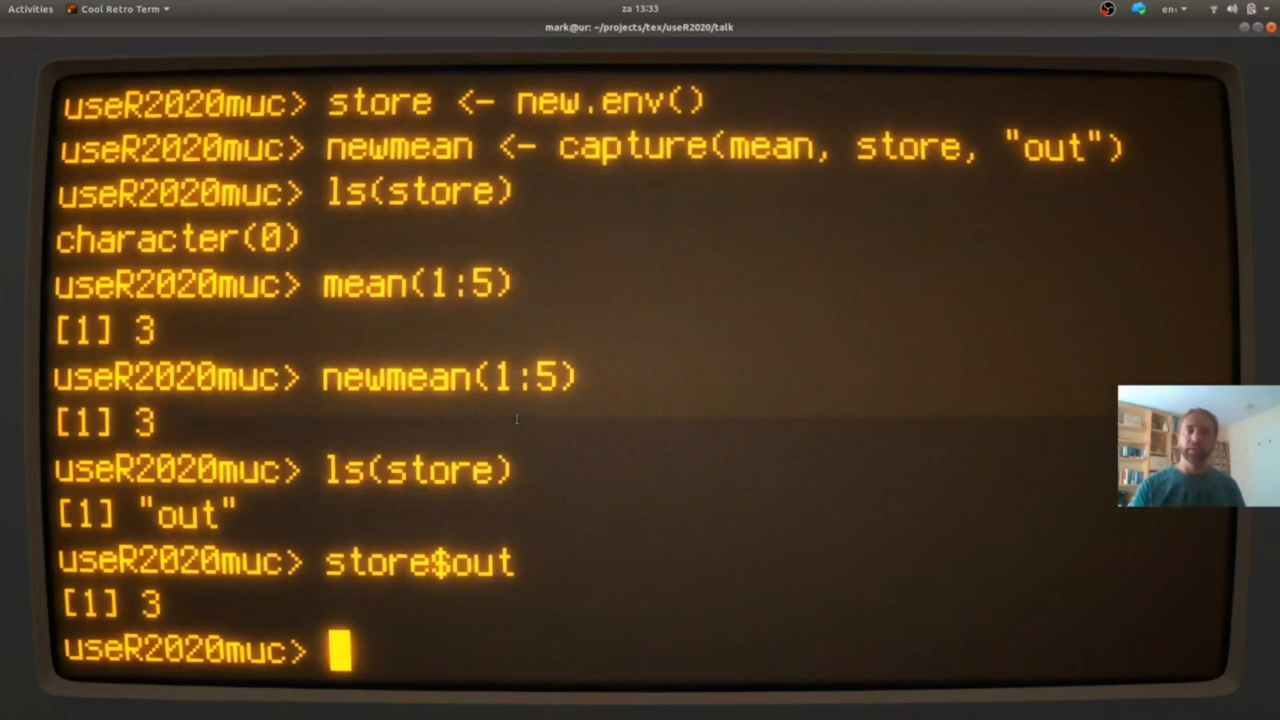 Activities Cool Retro Term za 13:33 en₁
mark@ur: ~/projects/tex/useR2020/talk
useR2020muc> store <- new.env()
useR2020muc> newmean <- capture(mean, store, "out")
useR2020muc> ls(store)
character(0)
useR2020muc> mean(1:5)
[1] 3
useR2020muc> newmean(1:5)
[1] 3
useR2020muc> ls(store)
[1] "out"
useR2020muc> store$out
[1] 3
useR2020muc>